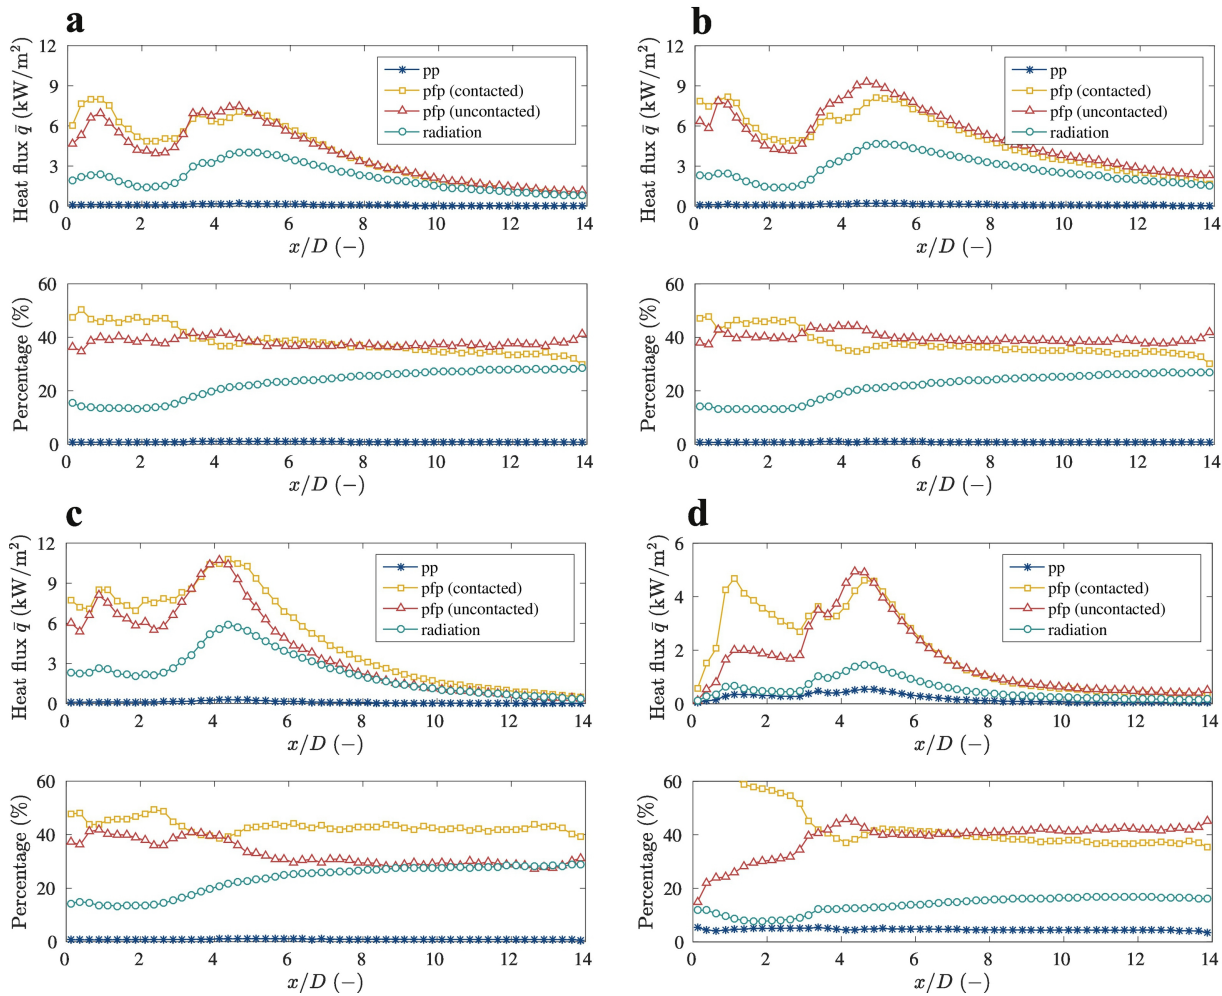 a
Heat flux q̄ (kW/m²)
12
9
6
3
0
pp
pfp (contacted)
pfp (uncontacted)
radiation
0 2 4 6 8 10 12 14
x/D (−)
Percentage (%)
60
40
20
0
0 2 4 6 8 10 12 14
x/D (−)
b
Heat flux q̄ (kW/m²)
12
9
6
3
0
pp
pfp (contacted)
pfp (uncontacted)
radiation
0 2 4 6 8 10 12 14
x/D (−)
Percentage (%)
60
40
20
0
0 2 4 6 8 10 12 14
x/D (−)
c
Heat flux q̄ (kW/m²)
12
9
6
3
0
pp
pfp (contacted)
pfp (uncontacted)
radiation
0 2 4 6 8 10 12 14
x/D (−)
Percentage (%)
60
40
20
0
0 2 4 6 8 10 12 14
x/D (−)
d
Heat flux q̄ (kW/m²)
6
4
2
0
pp
pfp (contacted)
pfp (uncontacted)
radiation
0 2 4 6 8 10 12 14
x/D (−)
Percentage (%)
60
40
20
0
0 2 4 6 8 10 12 14
x/D (−)